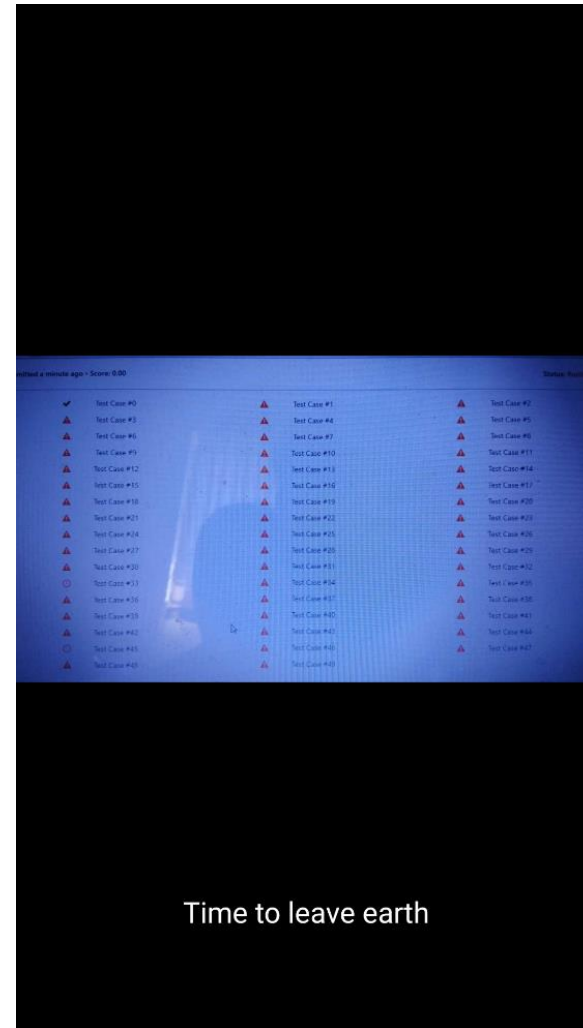 mitted a minute ago • Score: 0.00 Status:
Test Case #0 Test Case #1 Test Case #2
Test Case #3 Test Case #4 Test Case #5
Test Case #6 Test Case #7 Test Case #8
Test Case #9 Test Case #10 Test Case #11
Test Case #12 Test Case #13 Test Case #14
Test Case #15 Test Case #16 Test Case #17
Test Case #18 Test Case #19 Test Case #20
Test Case #21 Test Case #22 Test Case #23
Test Case #24 Test Case #25 Test Case #26
Test Case #27 Test Case #28 Test Case #29
Test Case #30 Test Case #31 Test Case #32
Test Case #33 Test Case #34 Test Case #35
Test Case #36 Test Case #37 Test Case #38
Test Case #39 Test Case #40 Test Case #41
Test Case #42 Test Case #43 Test Case #44
Test Case #45 Test Case #46 Test Case #47
Test Case #48 Test Case #49
Time to leave earth